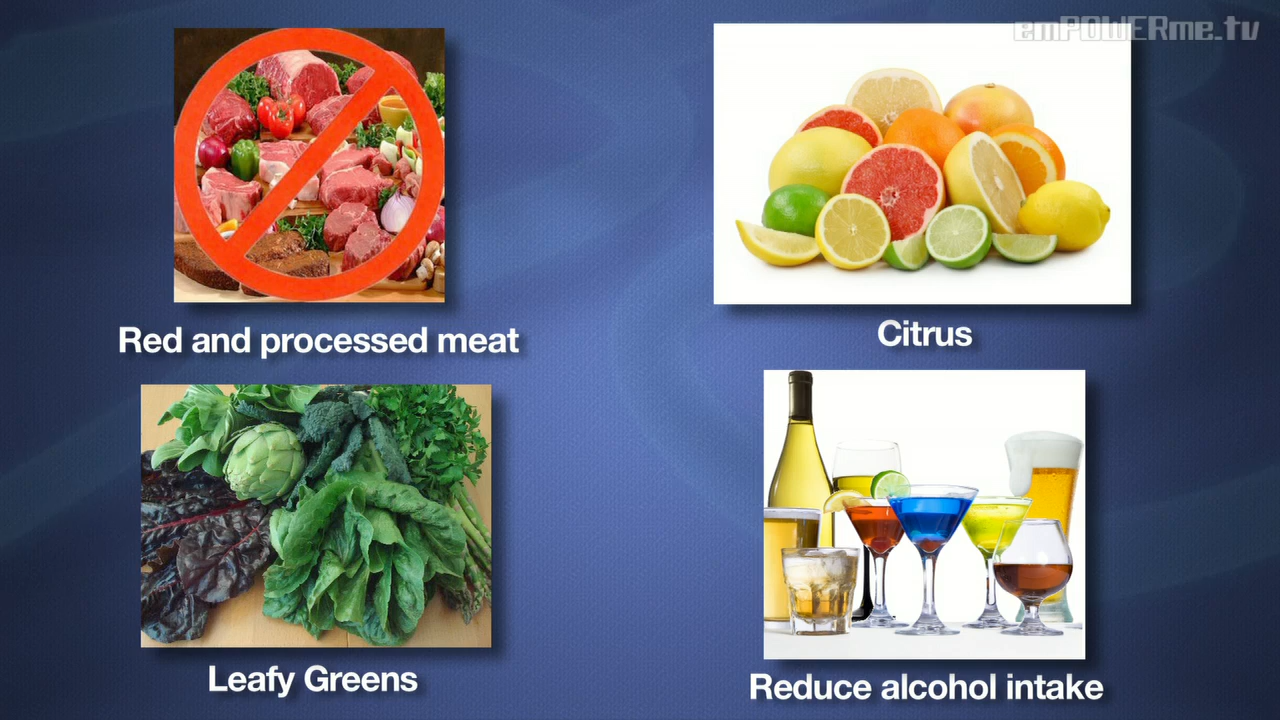 emPOWERme.tv
Red and processed meat
Citrus
Leafy Greens
Reduce alcohol intake